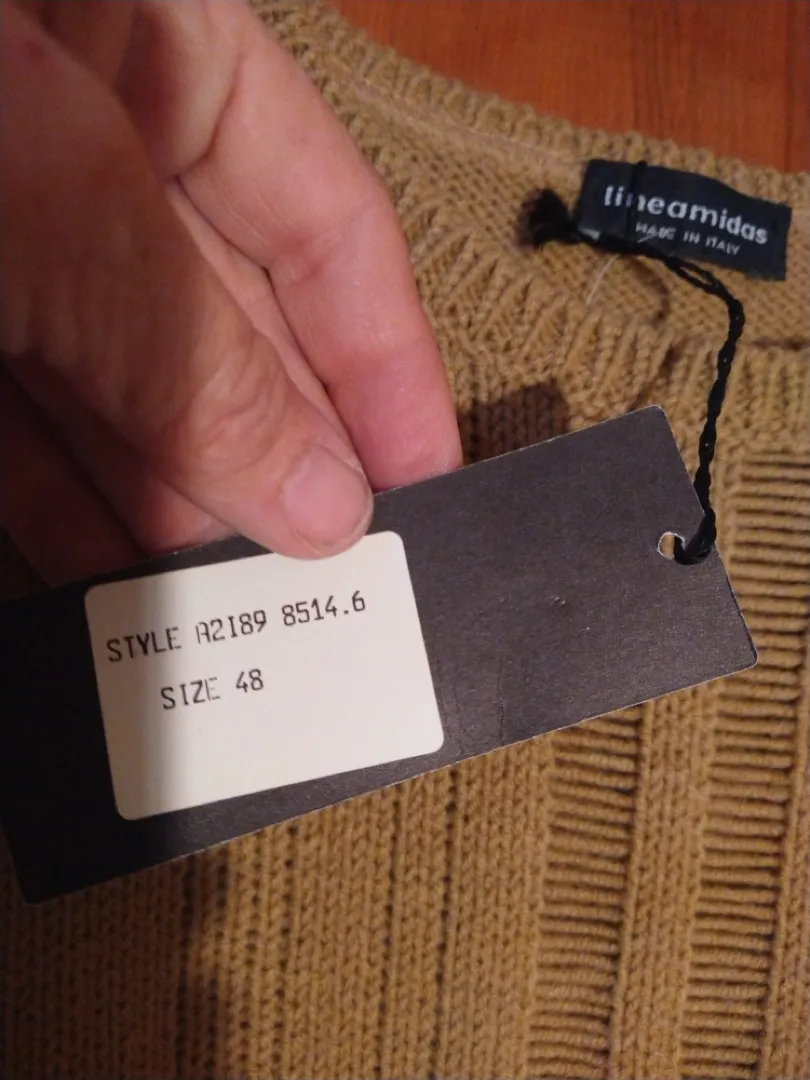 lineamidas
MADE IN ITALY
STYLE A2I89 8514.6
SIZE 48